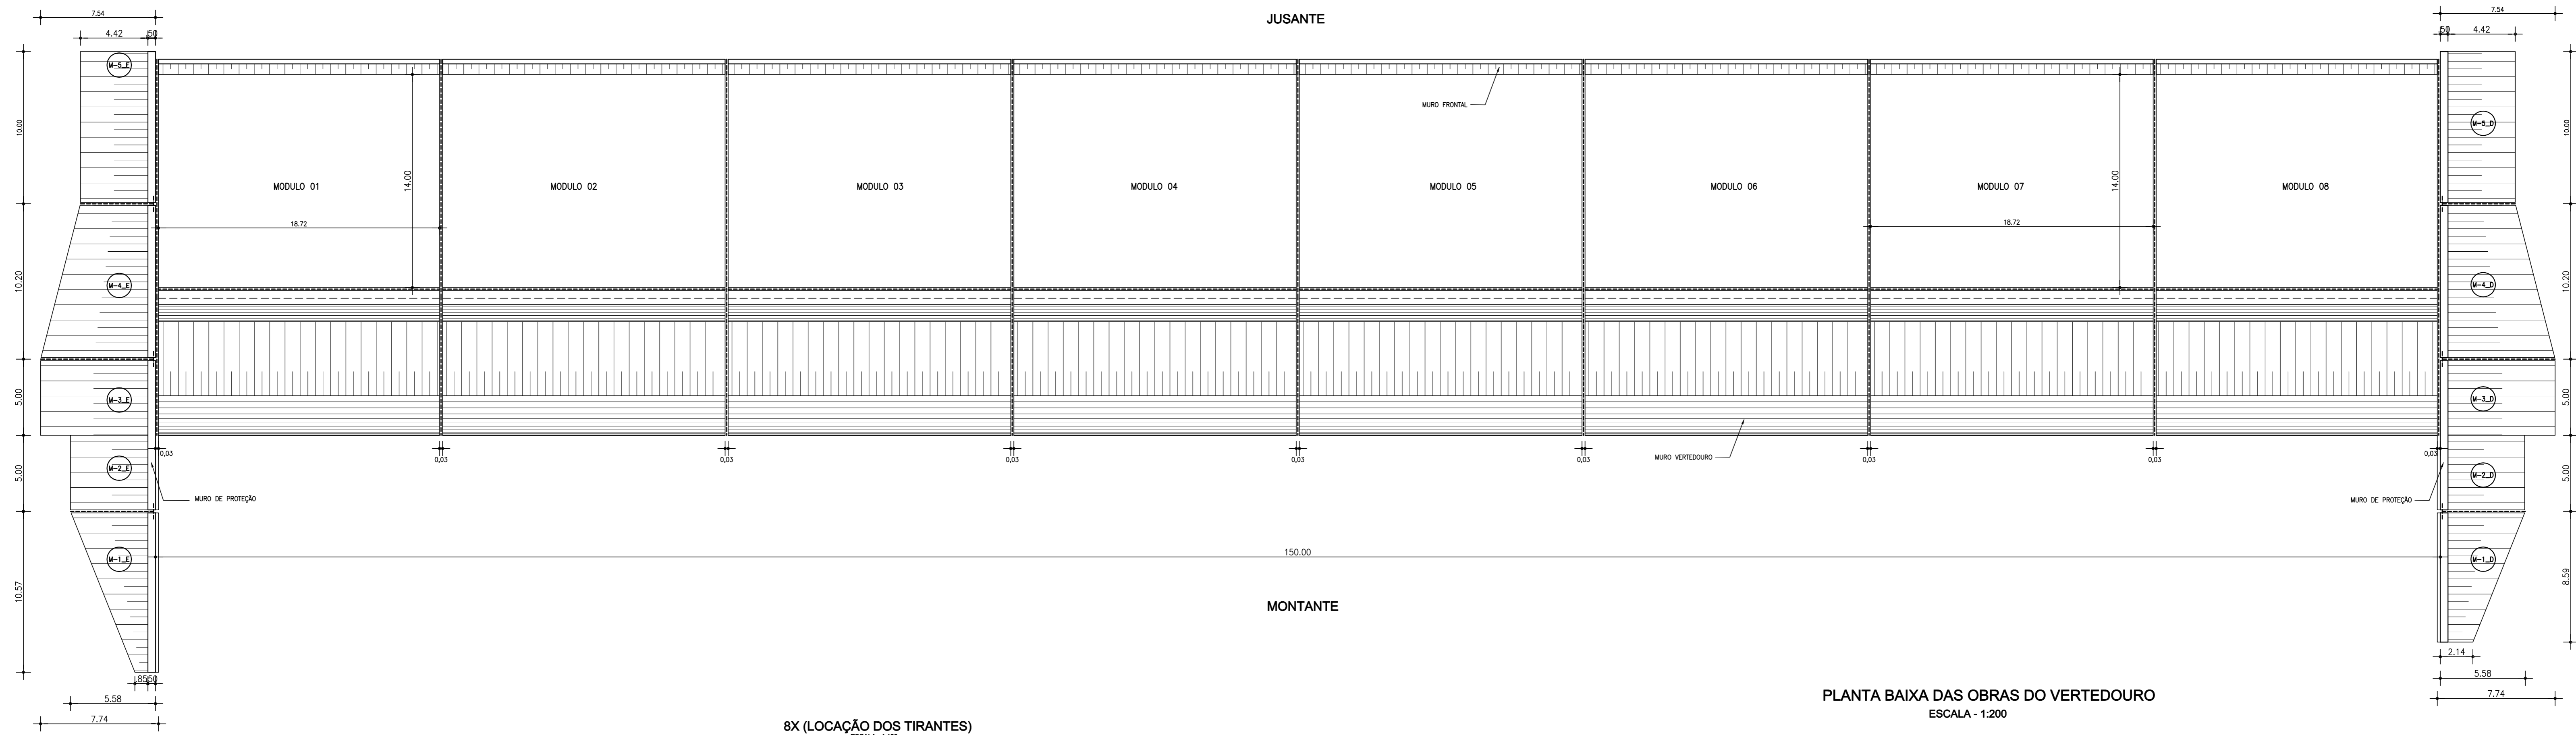 7.54
JUSANTE
7.54
4.42
50
50
4.42
M-5_E
10.00
MURO FRONTAL
M-5_D
10.00
MODULO 01
14.00
MODULO 02
MODULO 03
MODULO 04
MODULO 05
MODULO 06
MODULO 07
14.00
MODULO 08
18.72
18.72
10.20
M-4_E
M-4_D
10.20
5.00
M-3_E
M-3_D
5.00
0,03
0,03
0,03
0,03
0,03
0,03
0,03
0,03
0,03
MURO VERTEDOURO
5.00
M-2_E
M-2_D
5.00
MURO DE PROTEÇÃO
MURO DE PROTEÇÃO
150.00
10.57
M-1_E
M-1_D
8.59
MONTANTE
2.14
.85
50
5.58
5.58
7.74
7.74
PLANTA BAIXA DAS OBRAS DO VERTEDOURO
ESCALA - 1:200
8X (LOCAÇÃO DOS TIRANTES)